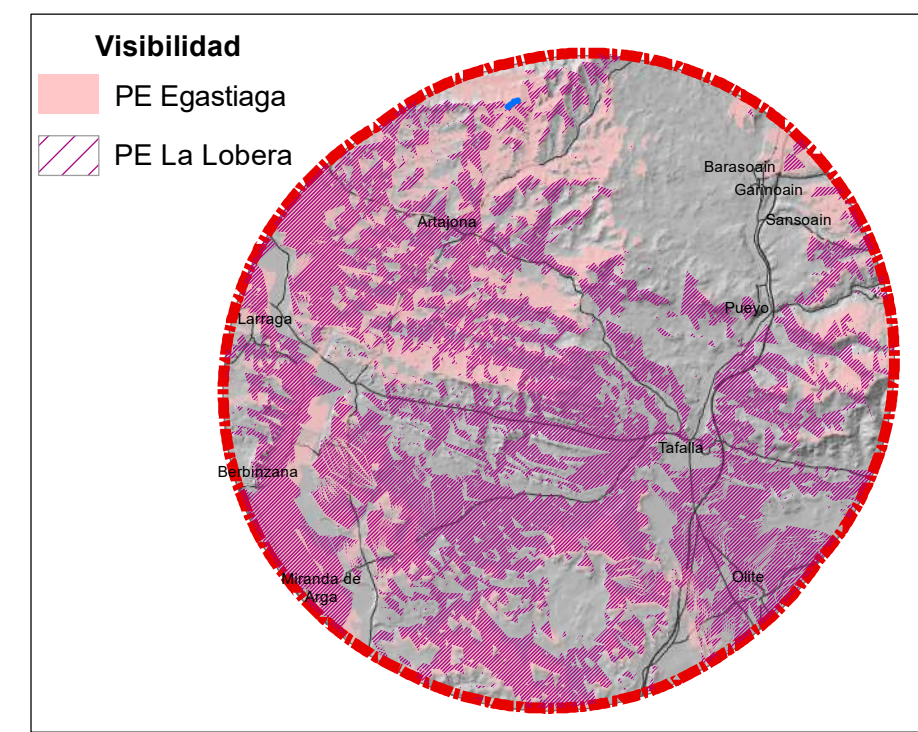 Visibilidad
PE Egastiaga
PE La Lobera
Barasoain
Garinoain
Sansoain
Artajona
Pueyo
Larraga
Tafalla
Berbinzana
Miranda de
Arga
Olite